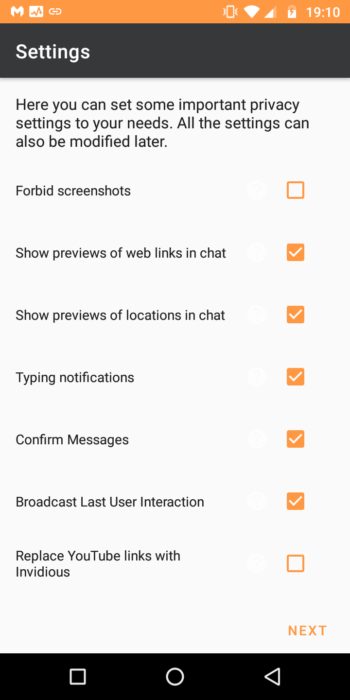 19:10
Settings
Here you can set some important privacy
settings to your needs. All the settings can
also be modified later.
Forbid screenshots
Show previews of web links in chat
Show previews of locations in chat
Typing notifications
Confirm Messages
Broadcast Last User Interaction
Replace YouTube links with
Invidious
NEXT